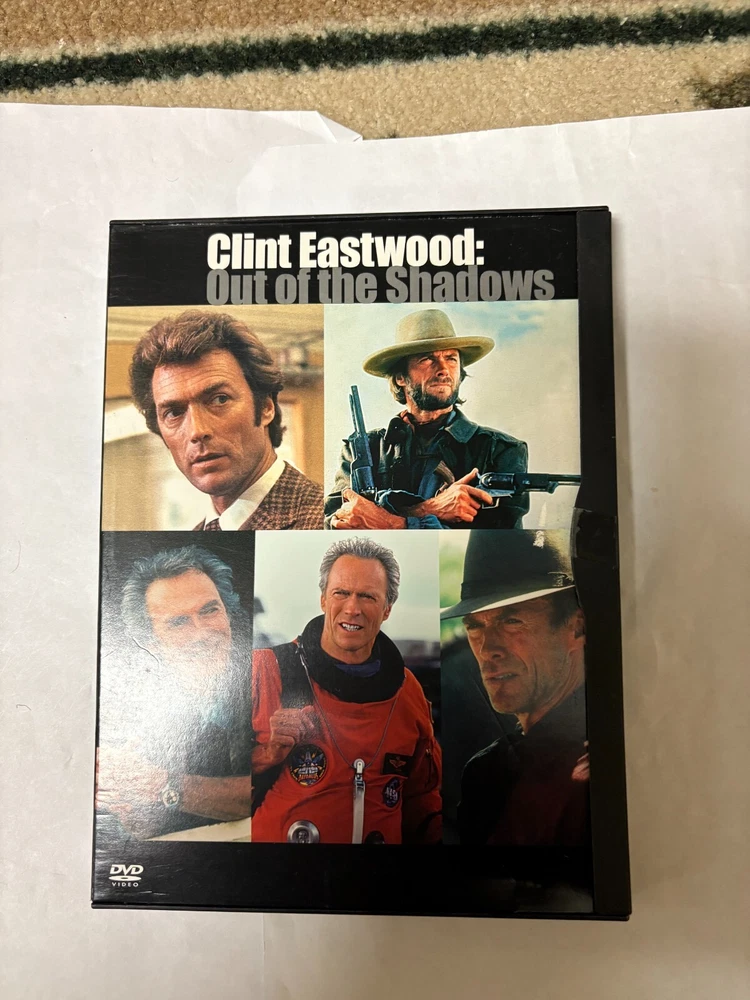 Clint Eastwood:
Out of the Shadows
DVD
VIDEO